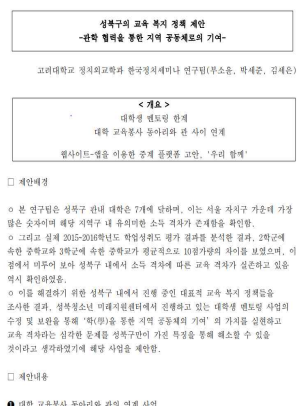 성북구의 교육 복지 정책 제안
-관학 협력을 통한 지역 공동체로의 기여-
고려대학교 정치외교학과 한국정치세미나 연구팀(부소윤, 박세준, 김세은)
< 개요 >
대학생 멘토링 한계
대학 교육봉사 동아리와 관 사이 연계
웹사이트-앱을 이용한 중계 플랫폼 고안, '우리 함께'
□ 제안배경
○ 본 연구팀은 성북구 관내 대학은 7개에 달하며, 이는 서울 자치구 가운데 가장
많은 숫자이며 해당 지역구 내 유의미한 소득 격차가 존재함을 확인함.
○ 그리고 실제 2015-2016학년도 학업성취도 평가 결과를 분석한 결과, 2학군에
속한 중학교와 3학군에 속한 중학교가 평균적으로 10점가량의 차이를 보였으며, 이
점에서 미루어 보아 성북구 내에서 소득 격차에 따른 교육 격차가 실존하고 있음
역시 확인하였음.
○ 이를 해결하기 위한 성북구 내에서 진행 중인 대표적 교육 복지 정책들을
조사한 결과, 성북청소년 미래지원센터에서 진행하고 있는 대학생 멘토링 사업의
수정 및 보완을 통해 '학(學)을 통한 지역 공동체의 기여' 의 가치를 실현하고
교육 격차라는 심각한 문제를 성북구만이 가진 특징을 통해 해소할 수 있을
것이라고 생각하였기에 해당 사업을 제안함.
□ 제안내용
❶ 대학 교육봉사 동아리와 관의 연계 사업